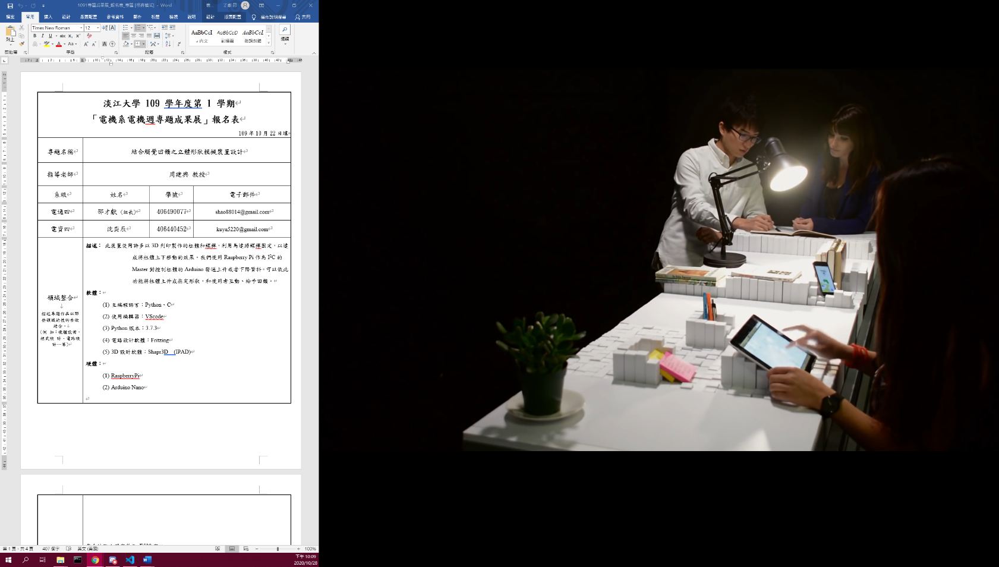 1091專題成果展_報名表_專題 [相容模式] - Word
檔案 常用 插入 設計 版面配置 參考資料 郵件 校閱 檢視 說明 設計 版面配置 操作說明搜尋 共用
Times New Roman 12
貼上
AaBbCcI AaBbCcD AaBbCcL
內文 副標題 強調斜體
編輯
剪貼簿 字型 段落 樣式
淡江大學 109 學年度第 1 學期
「電機系電機週專題成果展」報名表
109 年 10 月 22 日填
專題名稱 結合觸覺回饋之立體形狀模擬裝置設計
指導老師 周建興 教授
系級 姓名 學號 電子郵件
電通四 邵才獻 (組長) 406490077 shao88014@gmail.com
電資四 沈奕辰 406440452 kuya5220@gmail.com
描述： 此裝置使用許多以 3D 列印製作的柱體和螺桿，利用馬達將螺桿固定，以達
成將柱體上下移動的效果。我們使用 Raspberry Pi 作為 I²C 的
Master 對控制柱體的 Arduino 發送上升或者下降資料。可以依此
功能將柱體上升成指定形狀，和使用者互動、給予回饋。
軟體：
(1) 主編程語言：Python、C
(2) 使用編輯器：VScode
(3) Python 版本：3.7.3
(4) 電路設計軟體：Fritzing
(5) 3D 設計軟體：Shapr3D (IPAD)
硬體：
(1) RaspberryPi
(2) Arduino Nano
領域整合
↓
描述專題作品以那
些領域的技術去做
結合。
(例 如：硬體設備、
程式設 計、電路設
計…等)
第 1 頁，共 4 頁 407 個字 英文 (美國) 100%
下午 10:09
2020/10/28